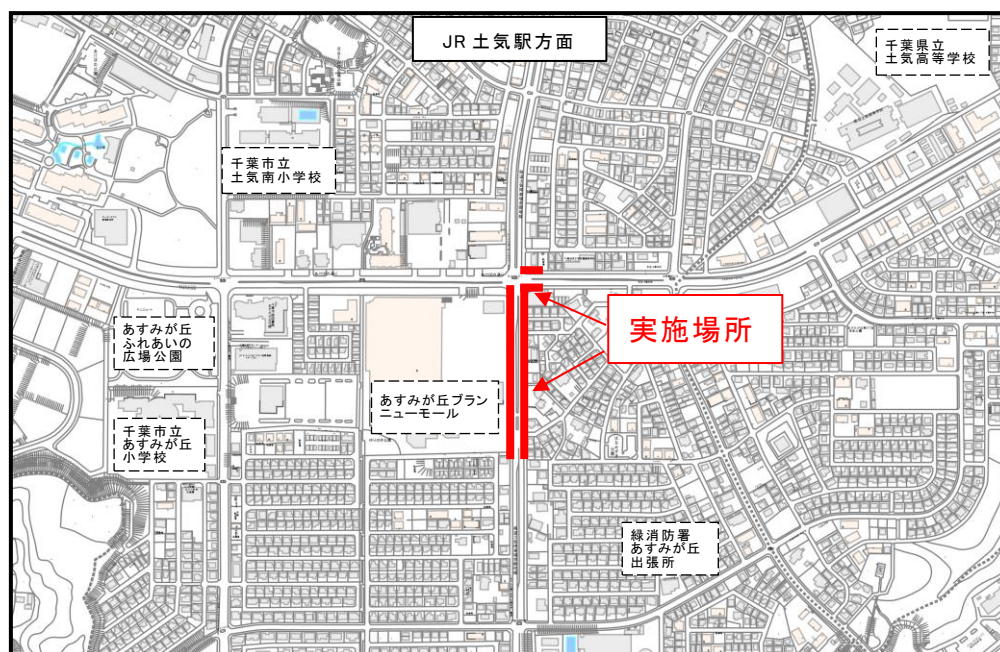 JR 土気駅方面
千葉県立
土気高等学校
千葉市立
土気南小学校
あすみが丘
ふれあいの
広場公園
実施場所
あすみが丘ブラン
ニューモール
千葉市立
あすみが丘
小学校
緑消防署
あすみが丘
出張所